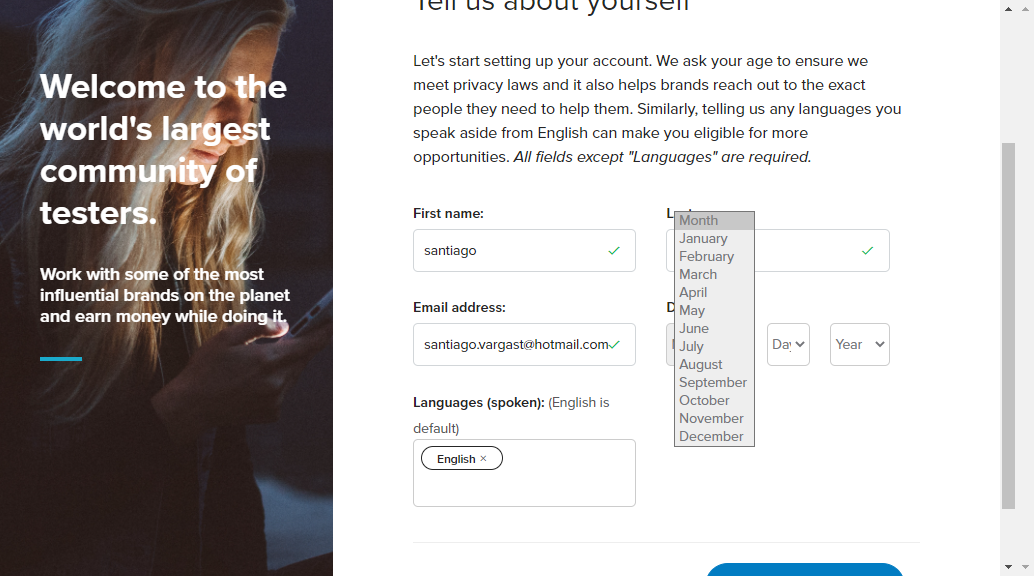 Welcome to the
world's largest
community of
testers.
Work with some of the most
influential brands on the planet
and earn money while doing it.
Tell us about yourself
Let's start setting up your account. We ask your age to ensure we
meet privacy laws and it also helps brands reach out to the exact
people they need to help them. Similarly, telling us any languages you
speak aside from English can make you eligible for more
opportunities. All fields except "Languages" are required.
First name:
santiago
Email address:
santiago.vargast@hotmail.com
Month
January
February
March
April
May
June
July
August
September
October
November
December
Day
Year
Languages (spoken): (English is
default)
English ×